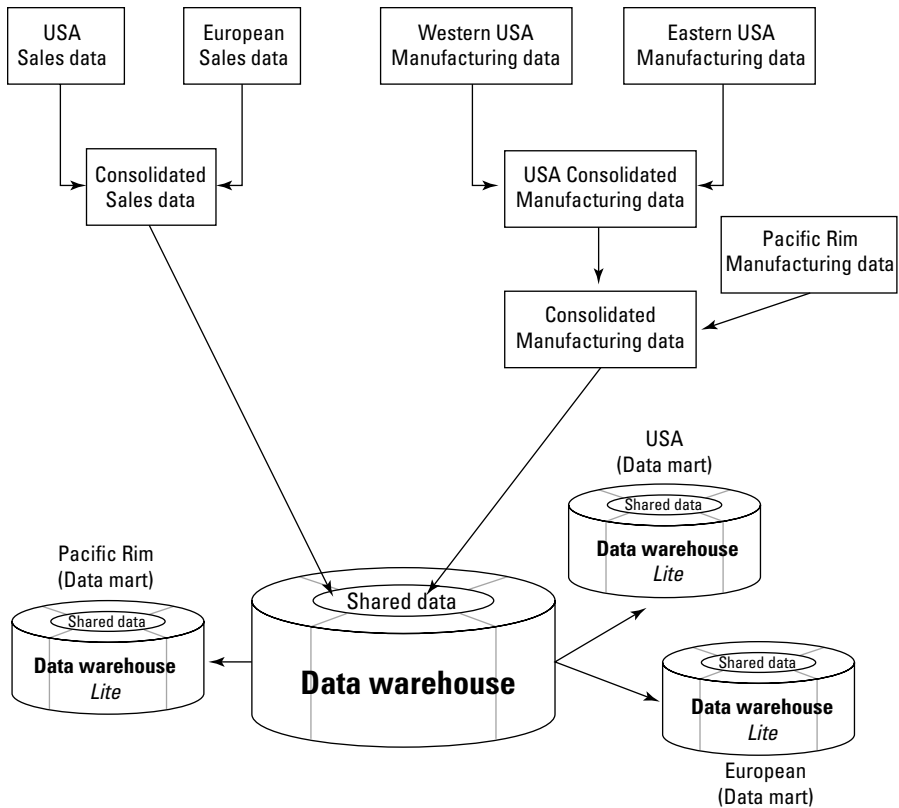 USA
Sales data
European
Sales data
Western USA
Manufacturing data
Eastern USA
Manufacturing data
Consolidated
Sales data
USA Consolidated
Manufacturing data
Pacific Rim
Manufacturing data
Consolidated
Manufacturing data
USA
(Data mart)
Shared data
Data warehouse
Lite
Pacific Rim
(Data mart)
Shared data
Data warehouse
Lite
Shared data
Data warehouse
Shared data
Data warehouse
Lite
European
(Data mart)